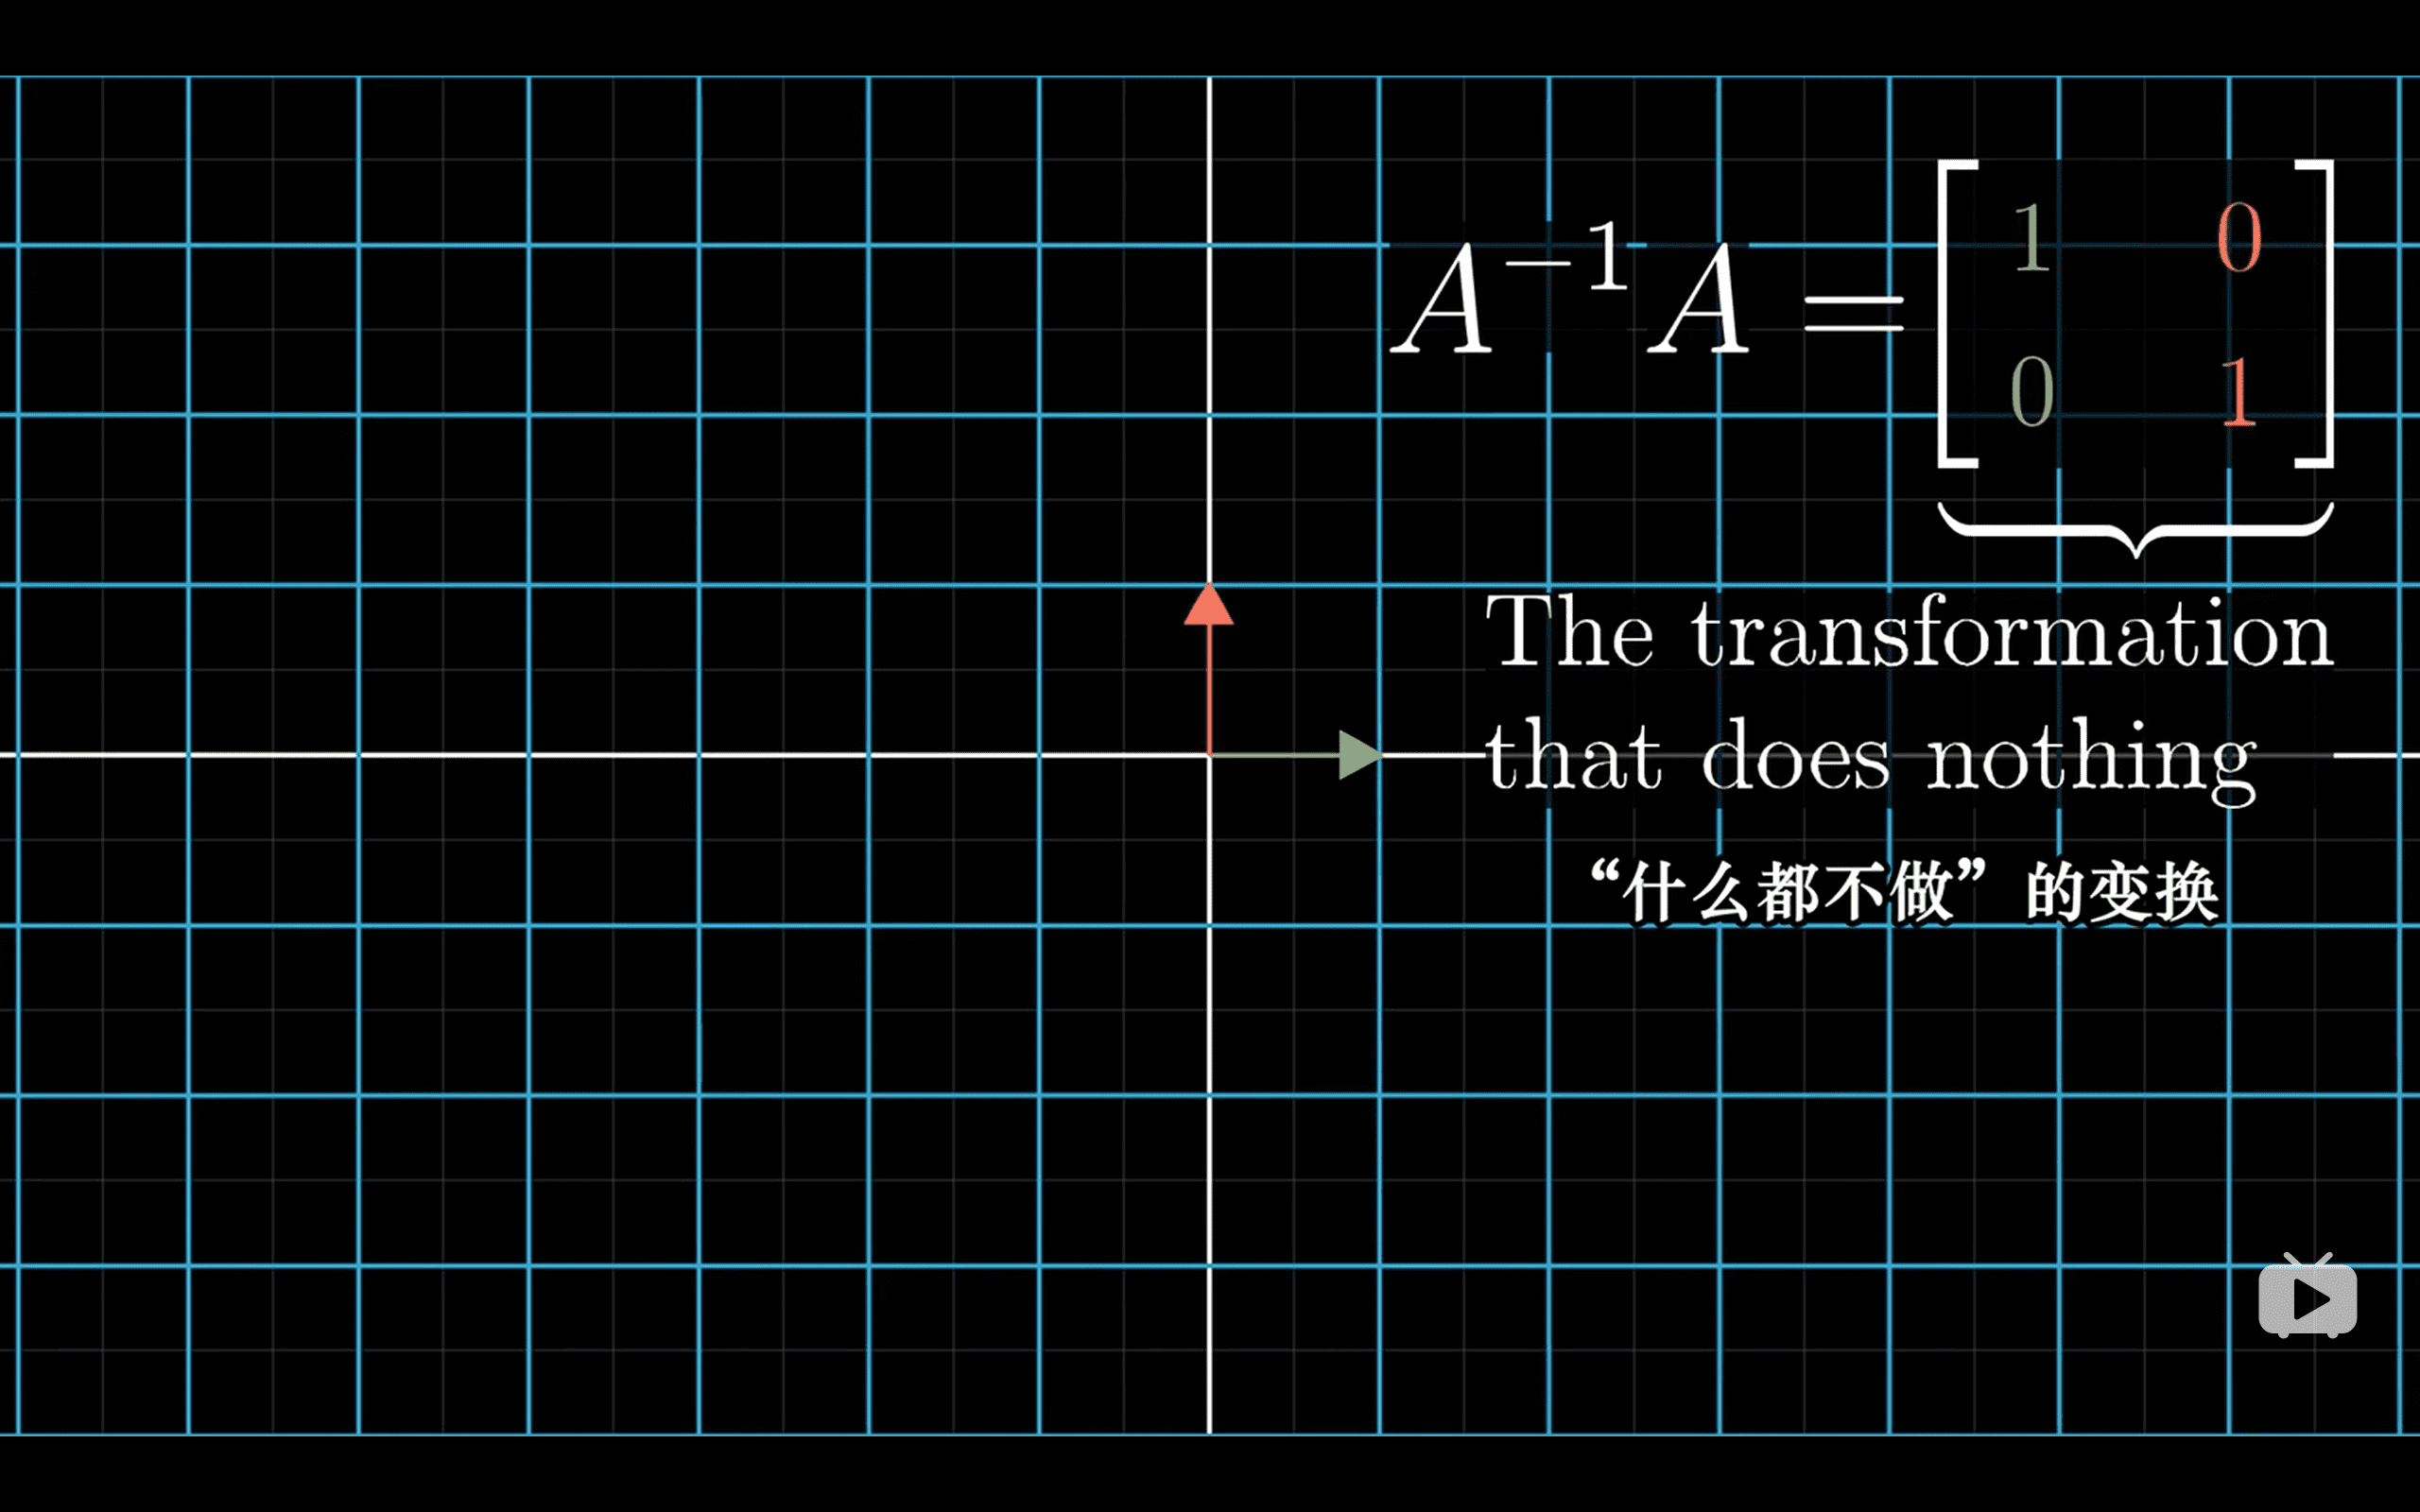 A⁻¹A = [1 0
0 1]
The transformation
that does nothing
“什么都不做”的变换